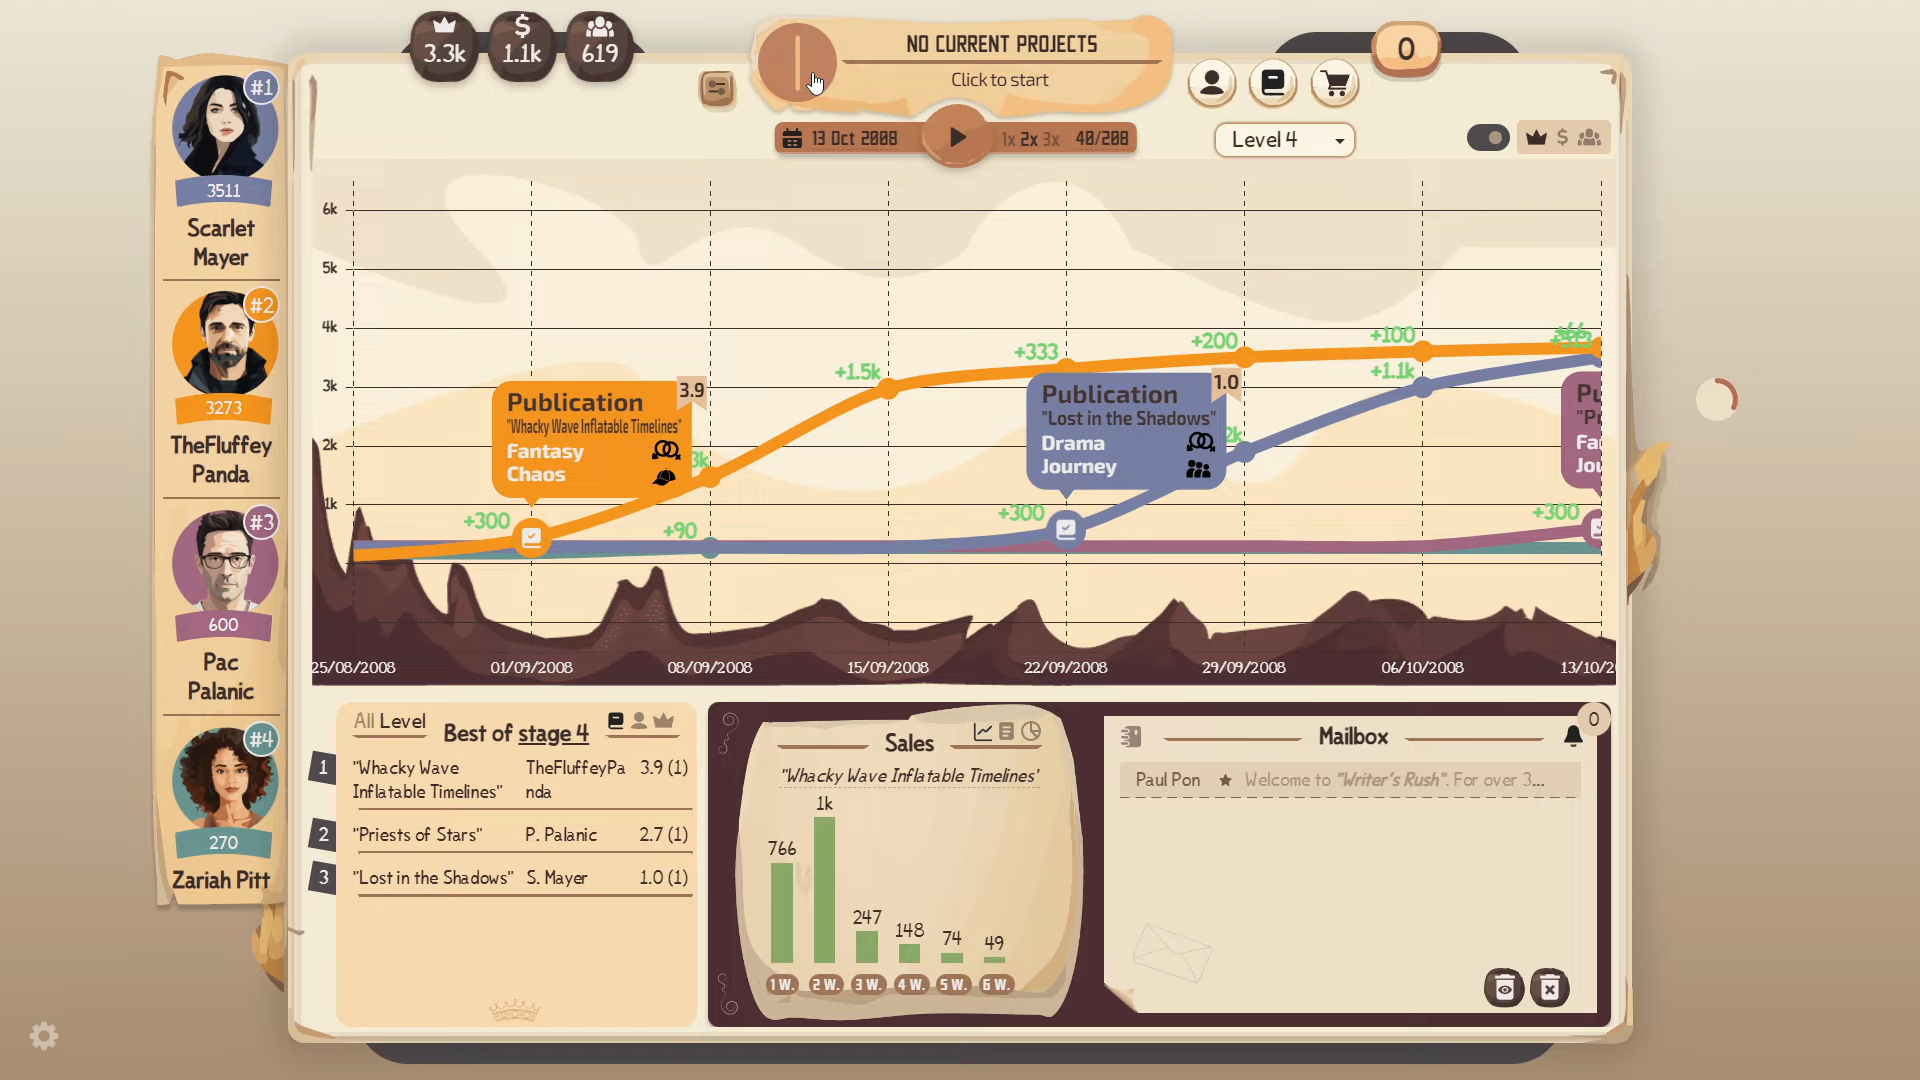 3.3k
$
1.1k
619
NO CURRENT PROJECTS
Click to start
0
13 Oct 2008
1x 2x 3x
40/208
Level 4
$
#1
3511
Scarlet
Mayer
#2
3273
TheFluffey
Panda
#3
600
Pac
Palanic
#4
270
Zariah Pitt
6k
5k
4k
3k
2k
1k
+300
+90
+1.5k
+333
+200
+100
+1.1k
+300
+300
Publication
3.9
"Whacky Wave Inflatable Timelines"
Fantasy
Chaos
Publication
1.0
"Lost in the Shadows"
Drama
Journey
25/08/2008
01/09/2008
08/09/2008
15/09/2008
22/09/2008
29/09/2008
06/10/2008
13/10/2
All Level
Best of stage 4
1
"Whacky Wave
Inflatable Timelines"
TheFluffeyPa
nda
3.9 (1)
2
"Priests of Stars"
P. Palanic
2.7 (1)
3
"Lost in the Shadows"
S. Mayer
1.0 (1)
Sales
"Whacky Wave Inflatable Timelines'
766
1k
247
148
74
49
1 W.
2 W.
3 W.
4 W.
5 W.
6 W.
Mailbox
0
Paul Pon
Welcome to "Writer's Rush". For over 3...